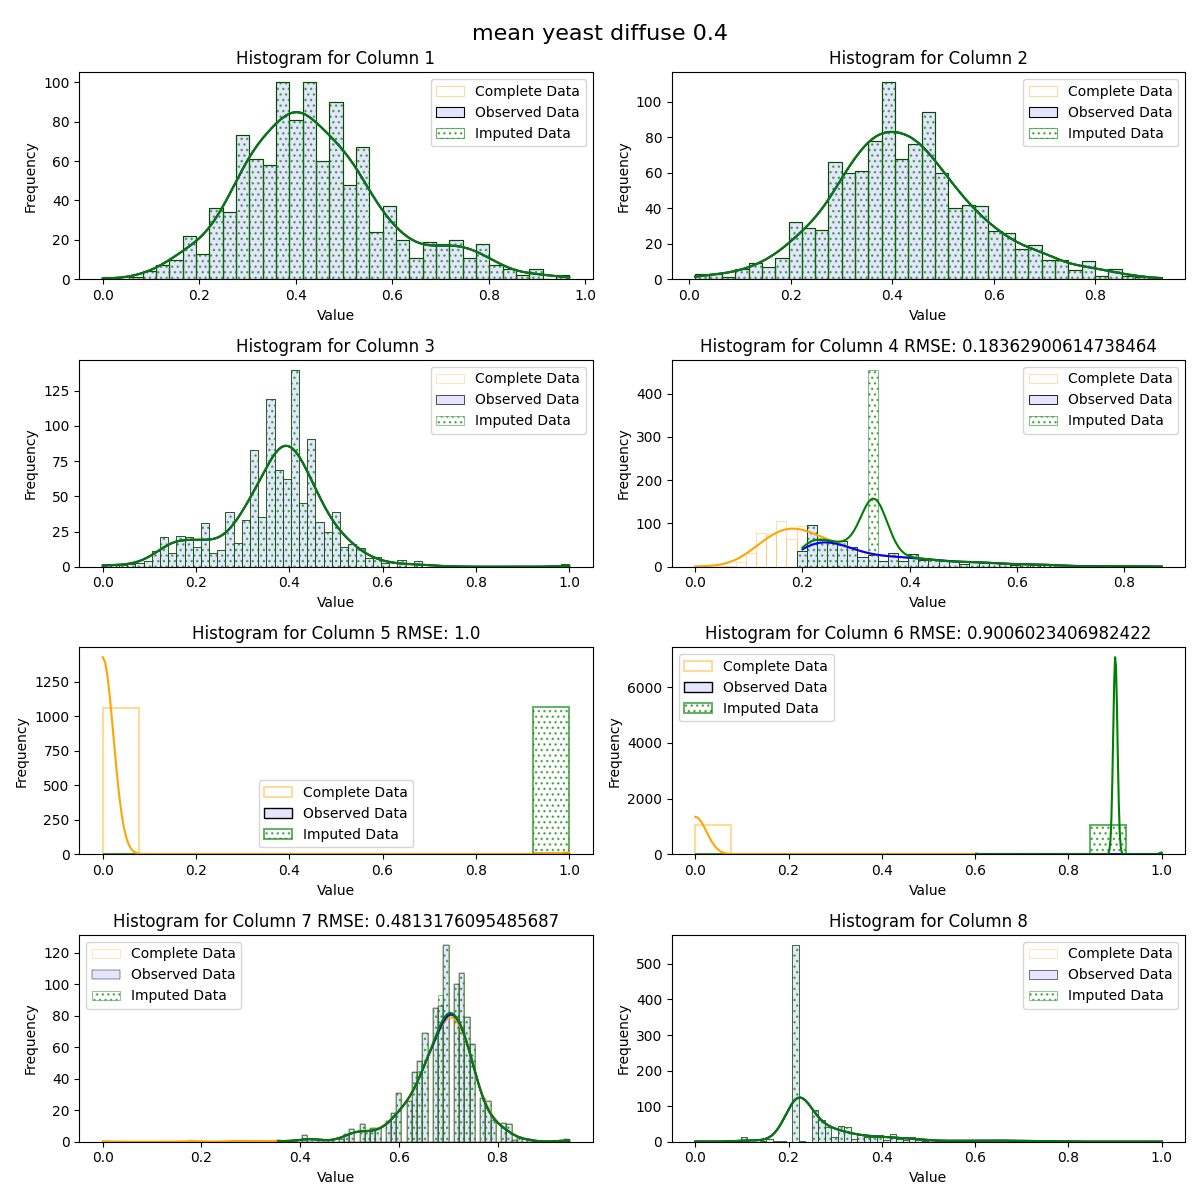 mean yeast diffuse 0.4
Histogram for Column 1
Frequency
100
80
60
40
20
0
0.0 0.2 0.4 0.6 0.8 1.0
Value
Complete Data
Observed Data
Imputed Data
Histogram for Column 2
Frequency
100
80
60
40
20
0
0.0 0.2 0.4 0.6 0.8
Value
Complete Data
Observed Data
Imputed Data
Histogram for Column 3
Frequency
125
100
75
50
25
0
0.0 0.2 0.4 0.6 0.8 1.0
Value
Complete Data
Observed Data
Imputed Data
Histogram for Column 4 RMSE: 0.18362900614738464
Frequency
400
300
200
100
0
0.0 0.2 0.4 0.6 0.8
Value
Complete Data
Observed Data
Imputed Data
Histogram for Column 5 RMSE: 1.0
Frequency
1250
1000
750
500
250
0
0.0 0.2 0.4 0.6 0.8 1.0
Value
Complete Data
Observed Data
Imputed Data
Histogram for Column 6 RMSE: 0.9006023406982422
Frequency
6000
4000
2000
0
0.0 0.2 0.4 0.6 0.8 1.0
Value
Complete Data
Observed Data
Imputed Data
Histogram for Column 7 RMSE: 0.4813176095485687
Frequency
120
100
80
60
40
20
0
0.0 0.2 0.4 0.6 0.8
Value
Complete Data
Observed Data
Imputed Data
Histogram for Column 8
Frequency
500
400
300
200
100
0
0.0 0.2 0.4 0.6 0.8 1.0
Value
Complete Data
Observed Data
Imputed Data